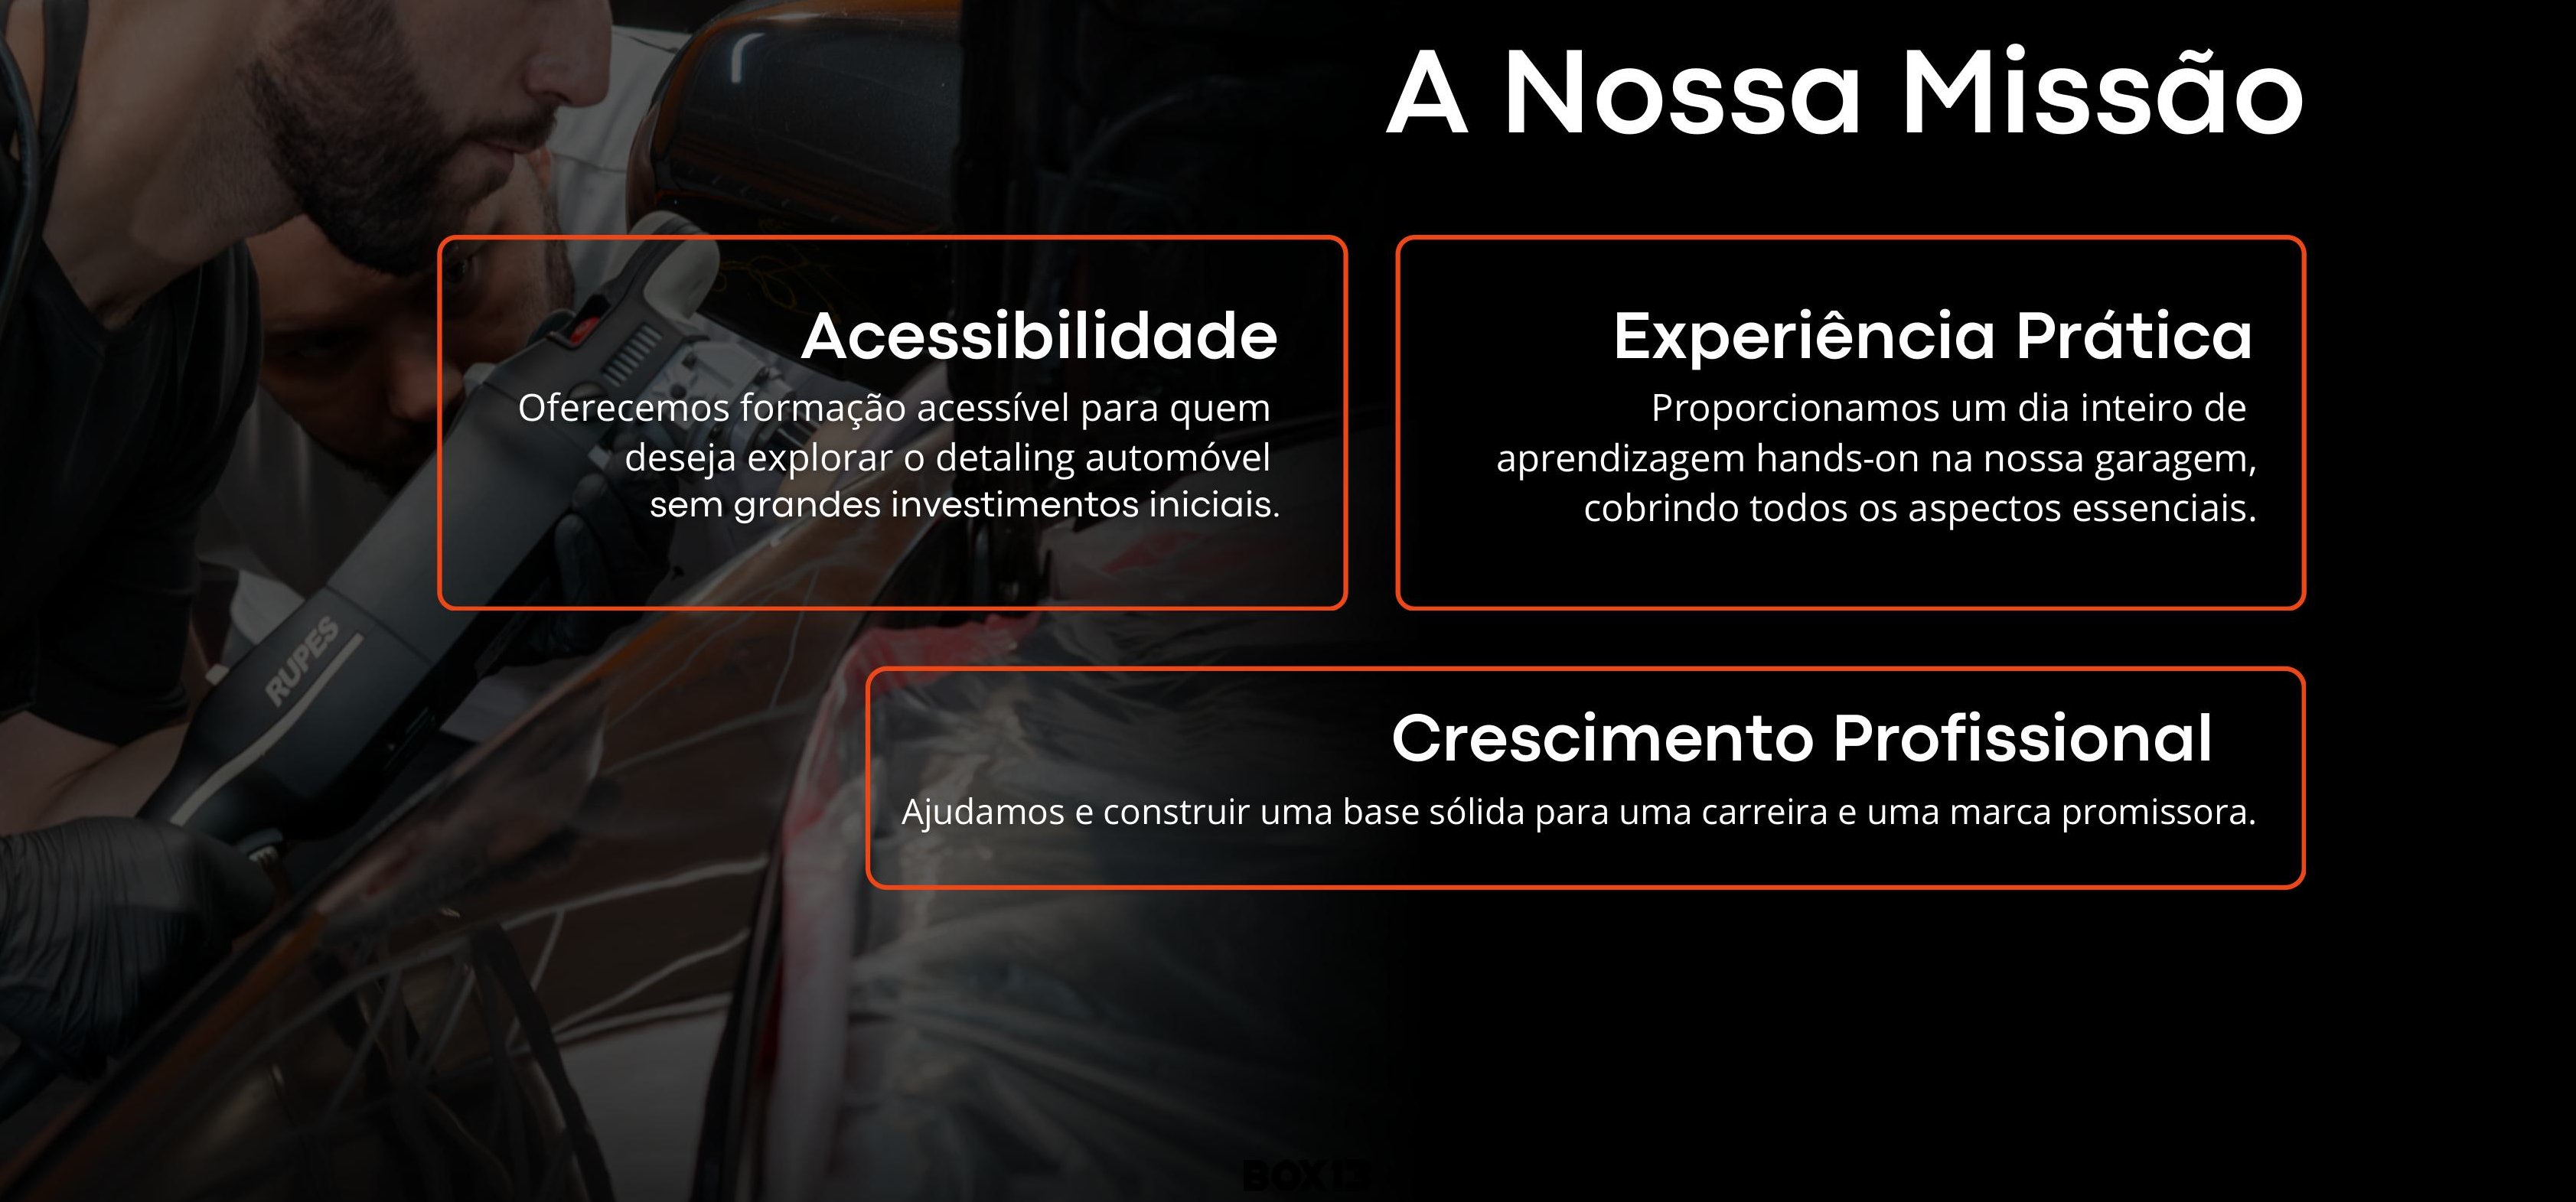 A Nossa Missão
Acessibilidade
Oferecemos formação acessível para quem
deseja explorar o detaling automóvel
sem grandes investimentos iniciais.
Experiência Prática
Proporcionamos um dia inteiro de
aprendizagem hands-on na nossa garagem,
cobrindo todos os aspectos essenciais.
Crescimento Profissional
Ajudamos e construir uma base sólida para uma carreira e uma marca promissora.
RUPES
BOX13